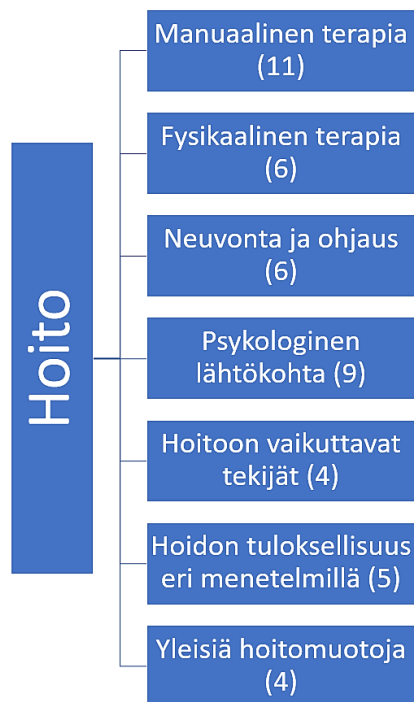 Hoito
Manuaalinen terapia
(11)
Fysikaalinen terapia
(6)
Neuvonta ja ohjaus
(6)
Psykologinen
lähtökohta (9)
Hoitoon vaikuttavat
tekijät (4)
Hoidon tuloksellisuus
eri menetelmillä (5)
Yleisiä hoitomuotoja
(4)